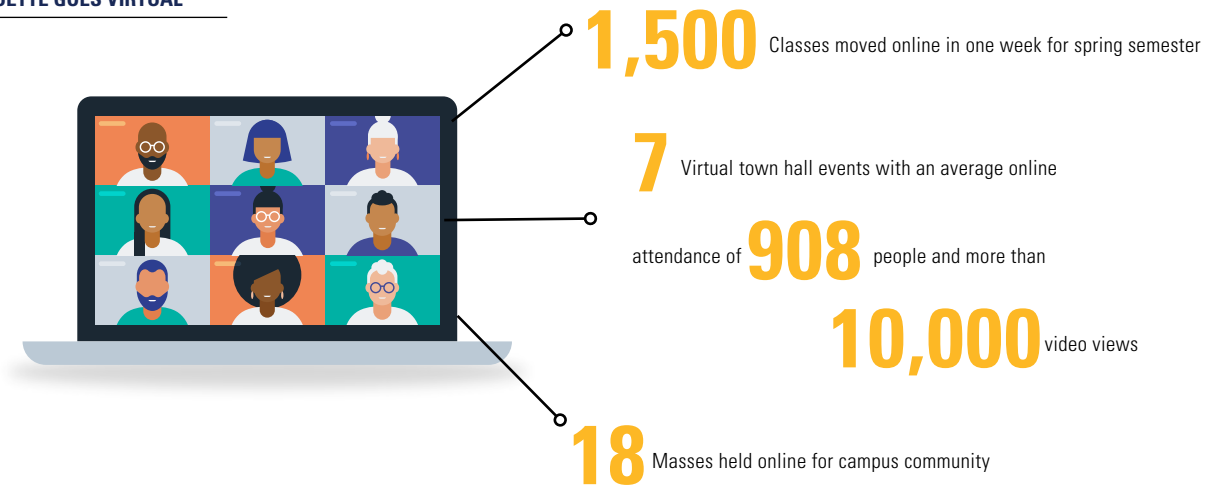 GOES VIRTUAL
1,500 Classes moved online in one week for spring semester
7 Virtual town hall events with an average online
attendance of 908 people and more than
10,000 video views
18 Masses held online for campus community